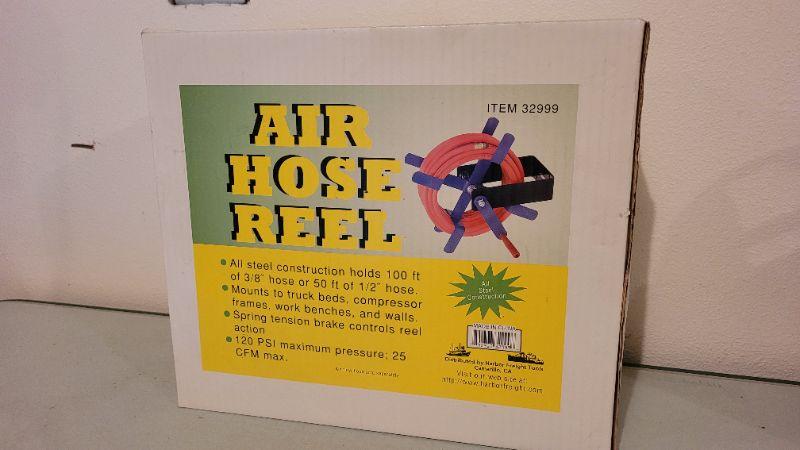 ITEM 32999
AIR
HOSE
REEL
All steel construction holds 100 ft
of 3/8" hose or 50 ft of 1/2" hose.
Mounts to truck beds, compressor
frames, work benches, and walls.
Spring tension brake controls reel
action
120 PSI maximum pressure; 25
CFM max.
All
Steel
Construction
MADE IN CHINA
Distributed by Harbor Freight Tools
Camarillo, CA
Visit our web site at:
http://www.harborfreight.com